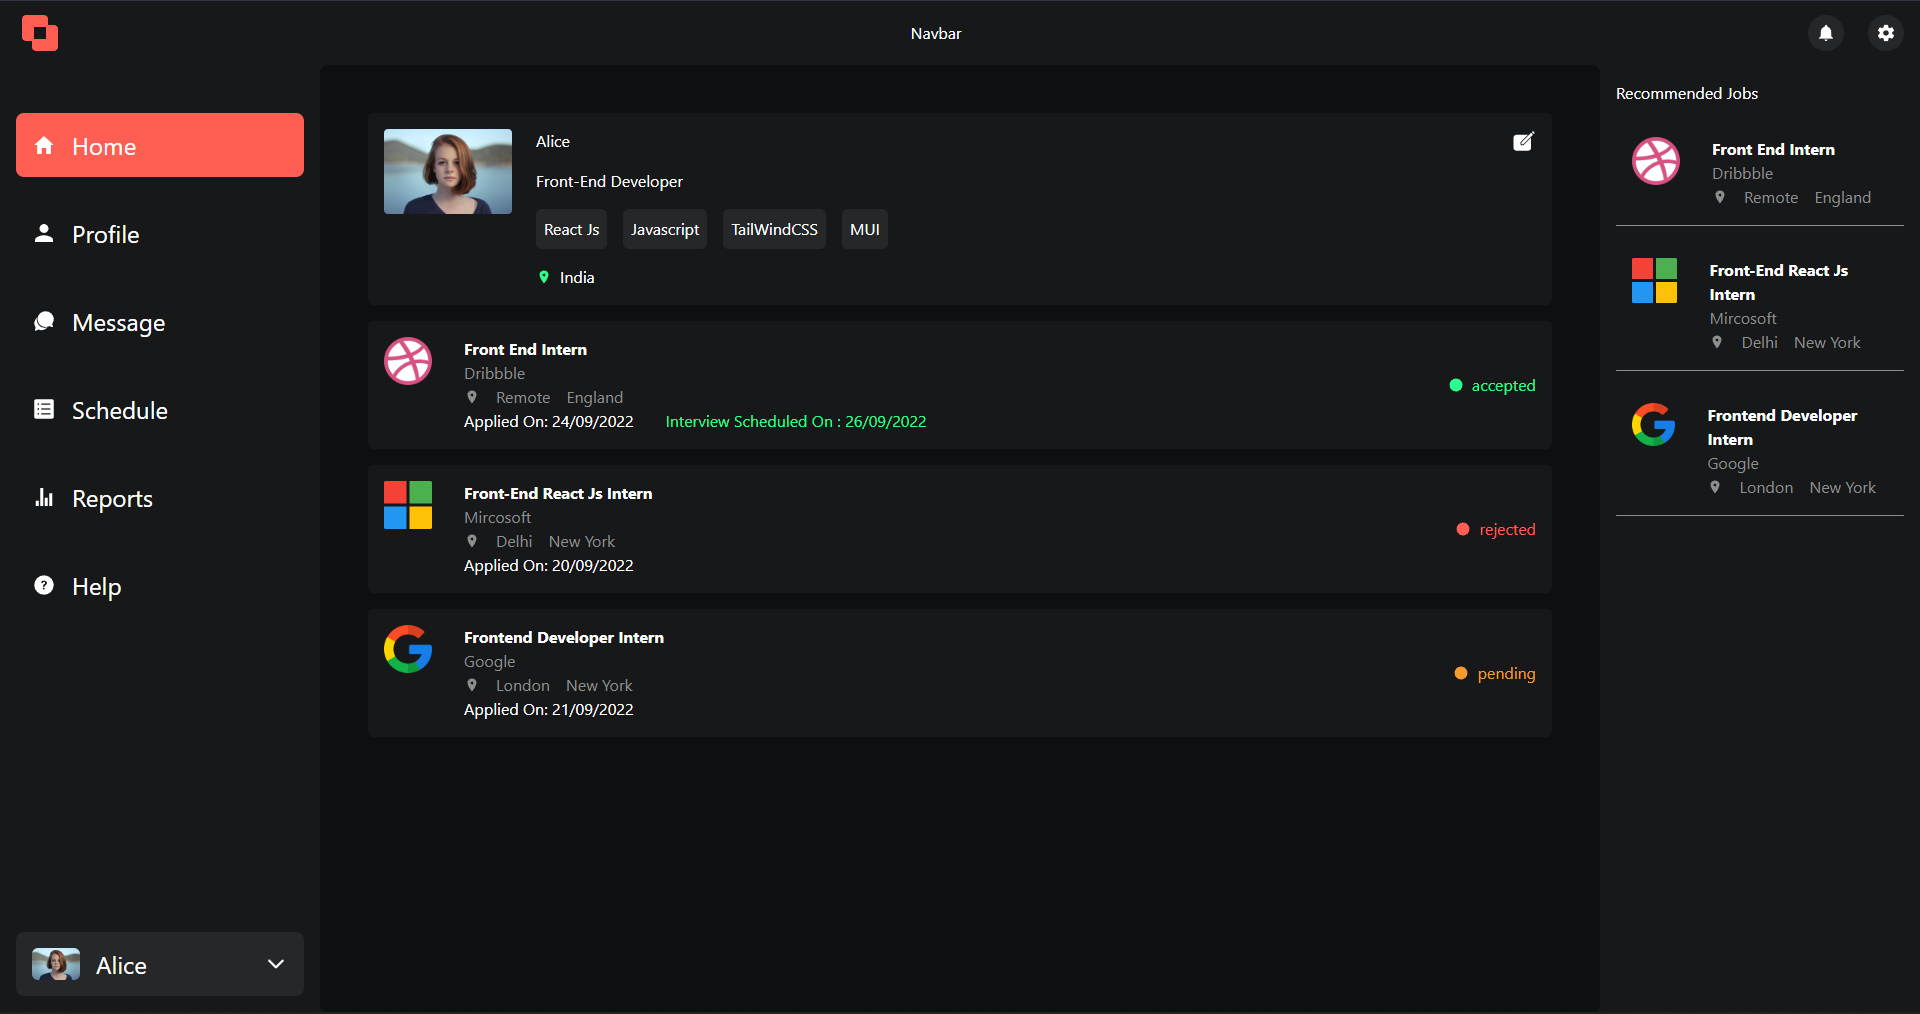 Navbar
Home
Profile
Message
Schedule
Reports
Help
Alice
Alice
Front-End Developer
React Js Javascript TailWindCSS MUI
India
Front End Intern
Dribbble
Remote England
Applied On: 24/09/2022 Interview Scheduled On : 26/09/2022
accepted
Front-End React Js Intern
Mircosoft
Delhi New York
Applied On: 20/09/2022
rejected
Frontend Developer Intern
Google
London New York
Applied On: 21/09/2022
pending
Recommended Jobs
Front End Intern
Dribbble
Remote England
Front-End React Js
Intern
Mircosoft
Delhi New York
Frontend Developer
Intern
Google
London New York